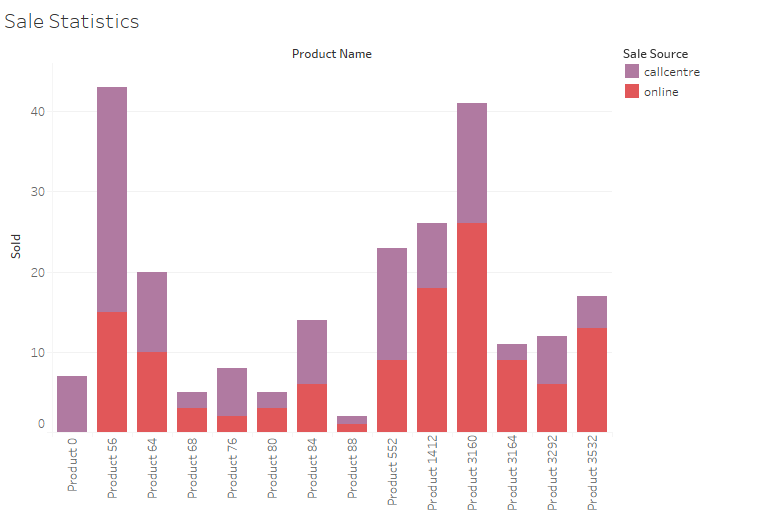 Sale Statistics
Product Name
Sale Source
callcentre
online
Sold
40
30
20
10
0
Product 0
Product 56
Product 64
Product 68
Product 76
Product 80
Product 84
Product 88
Product 552
Product 1412
Product 3160
Product 3164
Product 3292
Product 3532